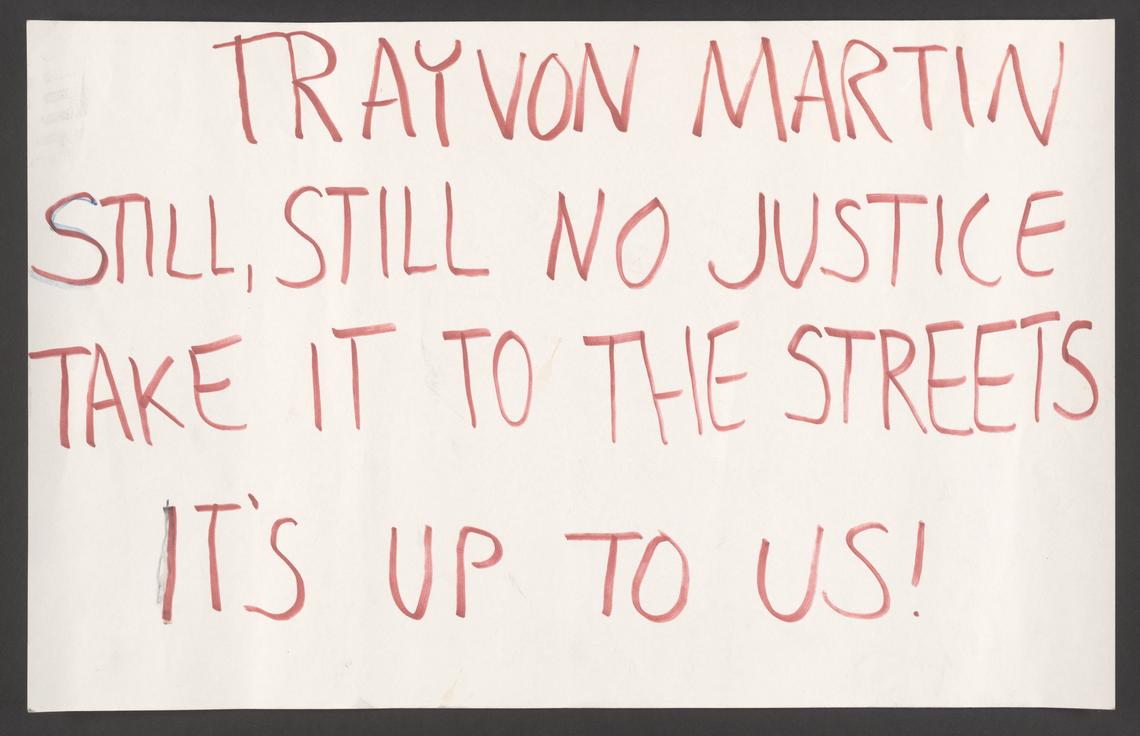 TRAYVON MARTIN
STILL, STILL NO JUSTICE
TAKE IT TO THE STREETS
IT'S UP TO US!